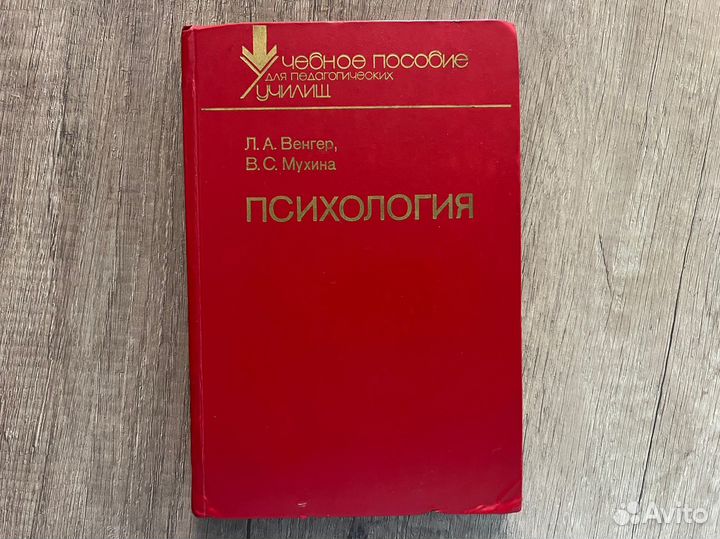 Учебное пособие
для педагогических
училищ
Л. А. Венгер,
В. С. Мухина
ПСИХОЛОГИЯ
Avito